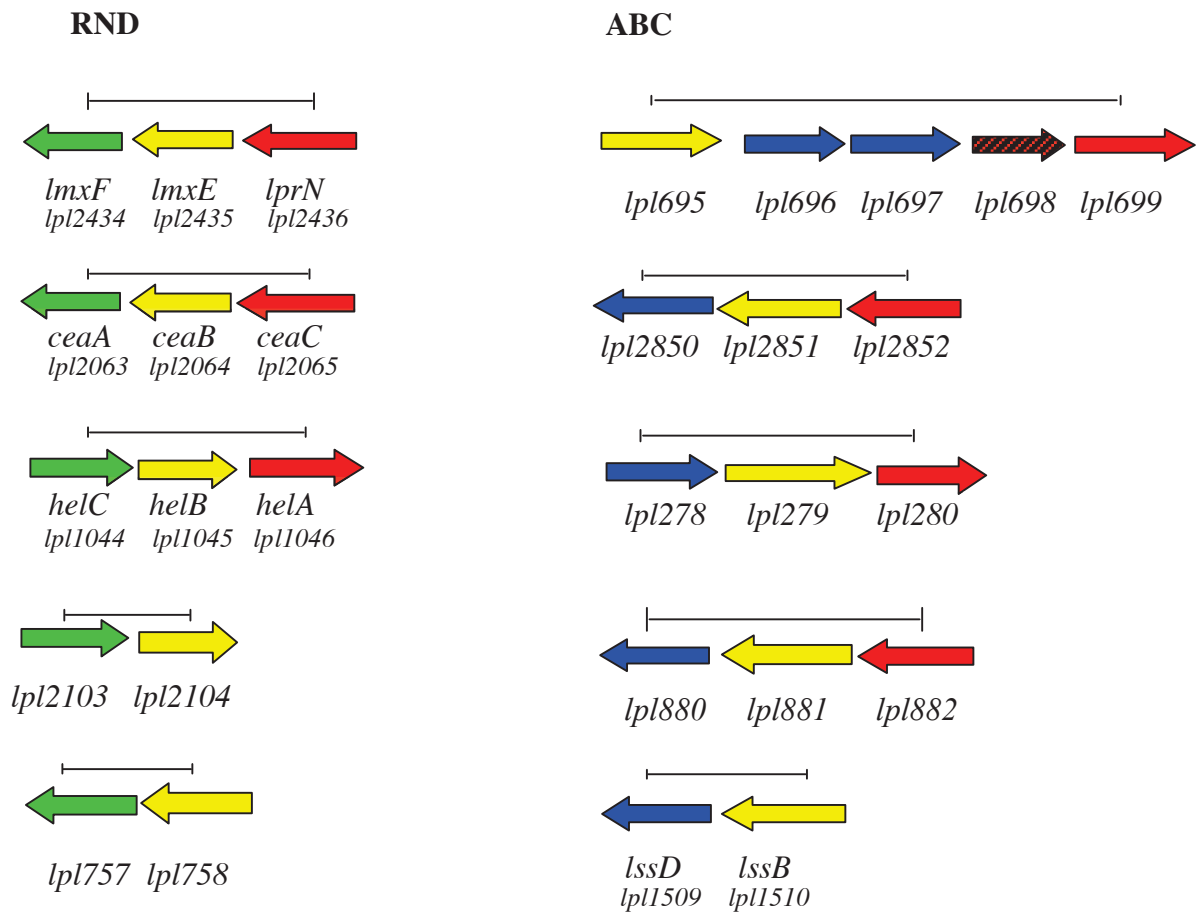 RND
ABC
lmxF lmxE lprN
lpl2434 lpl2435 lpl2436
lpl695 lpl696 lpl697 lpl698 lpl699
ceaA ceaB ceaC
lpl2063 lpl2064 lpl2065
lpl2850 lpl2851 lpl2852
helC helB helA
lpl1044 lpl1045 lpl1046
lpl278 lpl279 lpl280
lpl2103 lpl2104
lpl880 lpl881 lpl882
lpl757 lpl758
lssD lssB
lpl1509 lpl1510